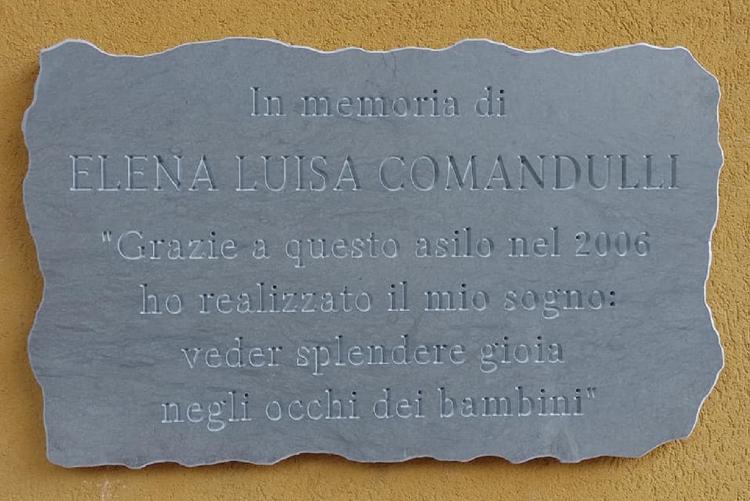 In memoria di
ELENA LUISA COMANDULLI
"Grazie a questo asilo nel 2006
ho realizzato il mio sogno:
veder splendere gioia
negli occhi dei bambini"